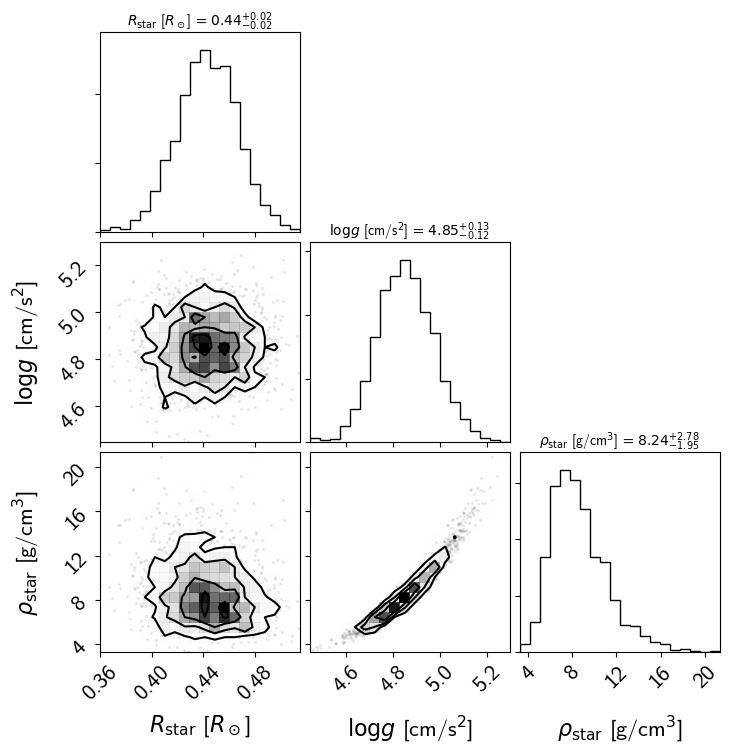 R_star [R_⊙] = 0.44^{+0.02}_{-0.02}
logg [cm/s²] = 4.85^{+0.13}_{-0.12}
5.2
5.0
4.8
4.6
logg [cm/s²]
ρ_star [g/cm³] = 8.24^{+2.78}_{-1.95}
20
16
12
8
4
ρ_star [g/cm³]
0.36 0.40 0.44 0.48 4.6 4.8 5.0 5.2 4 8 12 16 20
R_star [R_⊙] logg [cm/s²] ρ_star [g/cm³]